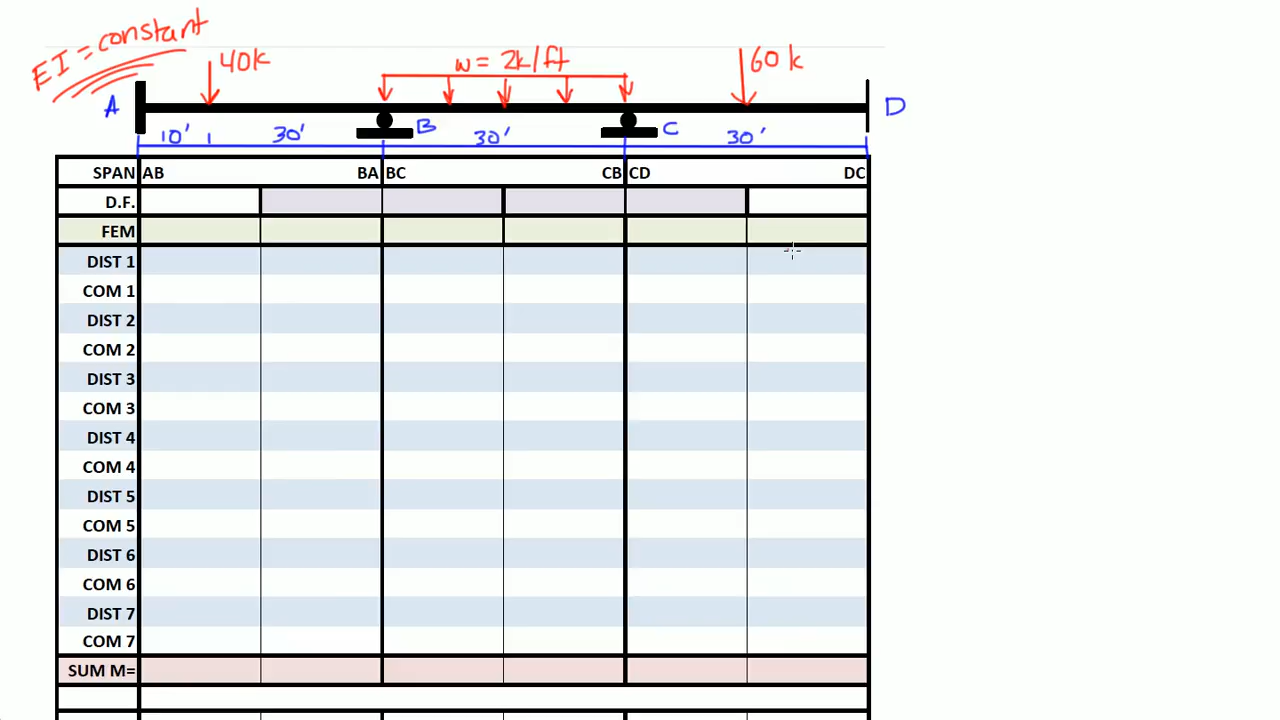 EI = constant
40k
w = 2k/ft
60 k
A
B
C
D
10' 30' 30' 30'
SPAN AB BA BC CB CD DC
D.F.
FEM
DIST 1
COM 1
DIST 2
COM 2
DIST 3
COM 3
DIST 4
COM 4
DIST 5
COM 5
DIST 6
COM 6
DIST 7
COM 7
SUM M=